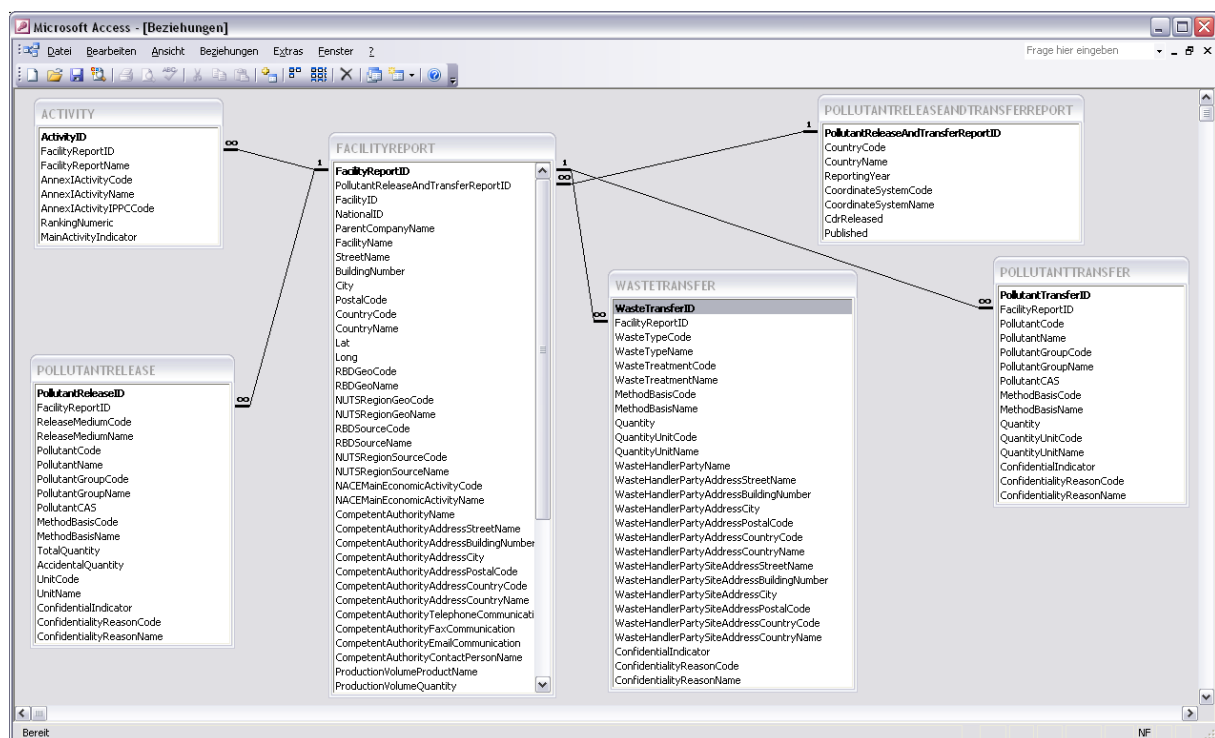 Microsoft Access - [Beziehungen]
Datei Bearbeiten Ansicht Beziehungen Extras Fenster ?
Frage hier eingeben
ACTIVITY
ActivityID
FacilityReportID
FacilityReportName
AnnexIActivityCode
AnnexIActivityName
AnnexIActivityIPPCCode
RankingNumeric
MainActivityIndicator
∞
1
POLLUTANTRELEASE
PollutantReleaseID
FacilityReportID
ReleaseMediumCode
ReleaseMediumName
PollutantCode
PollutantName
PollutantGroupCode
PollutantGroupName
PollutantCAS
MethodBasisCode
MethodBasisName
TotalQuantity
AccidentalQuantity
UnitCode
UnitName
ConfidentialIndicator
ConfidentialityReasonCode
ConfidentialityReasonName
∞
FACILITYREPORT
FacilityReportID
PollutantReleaseAndTransferReportID
FacilityID
NationalID
ParentCompanyName
FacilityName
StreetName
BuildingNumber
City
PostalCode
CountryCode
CountryName
Lat
Long
RBDGeoCode
RBDGeoName
NUTSRegionGeoCode
NUTSRegionGeoName
RBDSourceCode
RBDSourceName
NUTSRegionSourceCode
NUTSRegionSourceName
NACEMainEconomicActivityCode
NACEMainEconomicActivityName
CompetentAuthorityName
CompetentAuthorityAddressStreetName
CompetentAuthorityAddressBuildingNumber
CompetentAuthorityAddressCity
CompetentAuthorityAddressPostalCode
CompetentAuthorityAddressCountryCode
CompetentAuthorityAddressCountryName
CompetentAuthorityTelephoneCommunicati
CompetentAuthorityFaxCommunication
CompetentAuthorityEmailCommunication
CompetentAuthorityContactPersonName
ProductionVolumeProductName
ProductionVolumeQuantity
1
∞
WASTETRANSFER
WasteTransferID
FacilityReportID
WasteTypeCode
WasteTypeName
WasteTreatmentCode
WasteTreatmentName
MethodBasisCode
MethodBasisName
Quantity
QuantityUnitCode
QuantityUnitName
WasteHandlerPartyName
WasteHandlerPartyAddressStreetName
WasteHandlerPartyAddressBuildingNumber
WasteHandlerPartyAddressCity
WasteHandlerPartyAddressPostalCode
WasteHandlerPartyAddressCountryCode
WasteHandlerPartyAddressCountryName
WasteHandlerPartySiteAddressStreetName
WasteHandlerPartySiteAddressBuildingNumber
WasteHandlerPartySiteAddressCity
WasteHandlerPartySiteAddressPostalCode
WasteHandlerPartySiteAddressCountryCode
WasteHandlerPartySiteAddressCountryName
ConfidentialIndicator
ConfidentialityReasonCode
ConfidentialityReasonName
∞
POLLUTANTRELEASEANDTRANSFERREPORT
PollutantReleaseAndTransferReportID
CountryCode
CountryName
ReportingYear
CoordinateSystemCode
CoordinateSystemName
CdrReleased
Published
1
POLLUTANTTRANSFER
PollutantTransferID
FacilityReportID
PollutantCode
PollutantName
PollutantGroupCode
PollutantGroupName
PollutantCAS
MethodBasisCode
MethodBasisName
Quantity
QuantityUnitCode
QuantityUnitName
ConfidentialIndicator
ConfidentialityReasonCode
ConfidentialityReasonName
∞
Bereit
NF